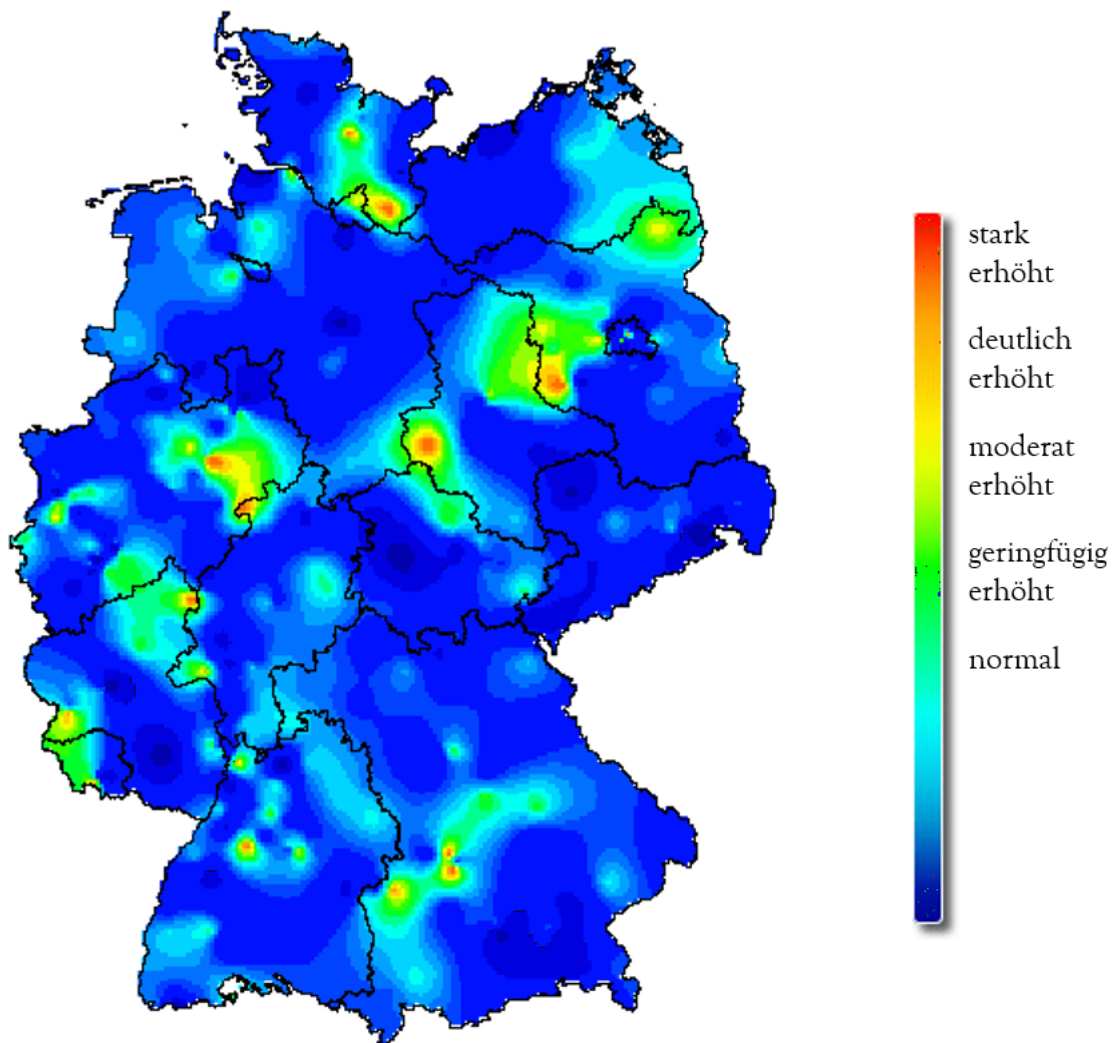 stark
erhöht
deutlich
erhöht
moderat
erhöht
geringfügig
erhöht
normal